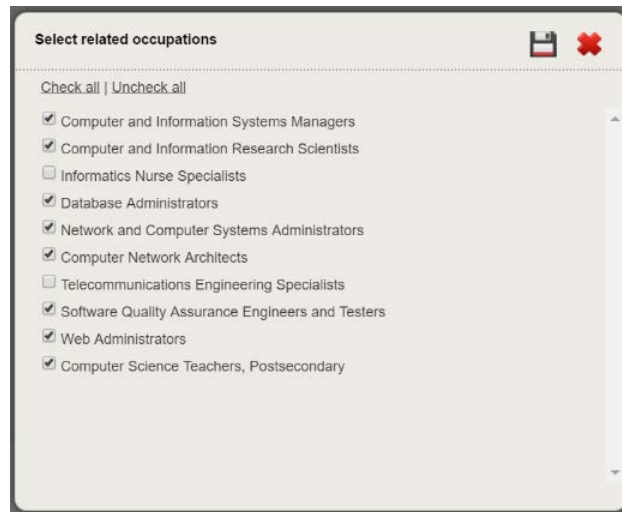 Select related occupations
Check all | Uncheck all
Computer and Information Systems Managers
Computer and Information Research Scientists
Informatics Nurse Specialists
Database Administrators
Network and Computer Systems Administrators
Computer Network Architects
Telecommunications Engineering Specialists
Software Quality Assurance Engineers and Testers
Web Administrators
Computer Science Teachers, Postsecondary